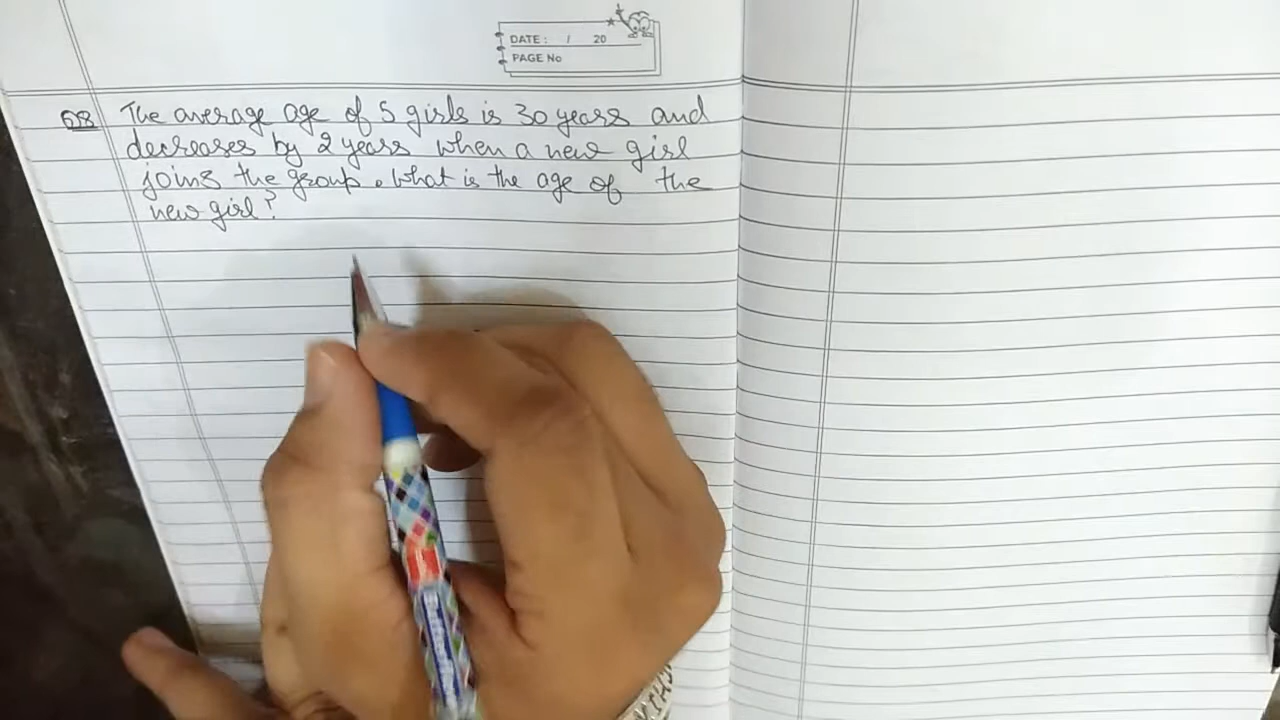 DATE : / 20
PAGE No
Q8 The average age of 5 girls is 30 years and
decreases by 2 years when a new girl
joins the group. What is the age of the
new girl?